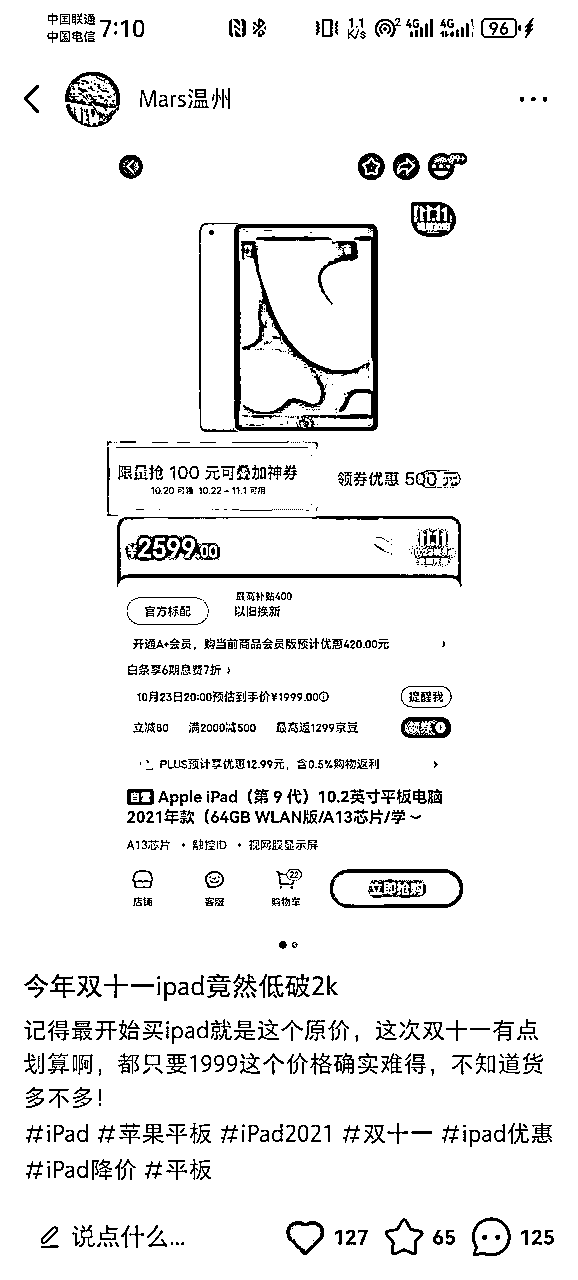 中国联通
中国电信 7:10
1.1 K/s 4G 4G 96
Mars温州
限量抢 100 元可叠加神券
10.20 可领 10.22 - 11.1 可用
领券优惠 500 元
¥2599.00
官方标配
最高补贴400
以旧换新
开通A+会员，购当前商品会员版预计优惠420.00元
白条享6期息费7折 ›
10月23日20:00预估到手价¥1999.00
提醒我
立减80 满2000减500 最高返1299京豆
领券
PLUS预计享优惠12.99元，含0.5%购物返利
自营 Apple iPad（第 9 代）10.2英寸平板电脑
2021年款（64GB WLAN版/A13芯片/学
A13芯片 · 触控ID · 视网膜显示屏
店铺 客服 购物车 立即抢购
今年双十一ipad竟然低破2k
记得最开始买ipad就是这个原价，这次双十一有点
划算啊，都只要1999这个价格确实难得，不知道货
多不多！
#iPad #苹果平板 #iPad2021 #双十一 #ipad优惠
#iPad降价 #平板
说点什么... 127 65 125